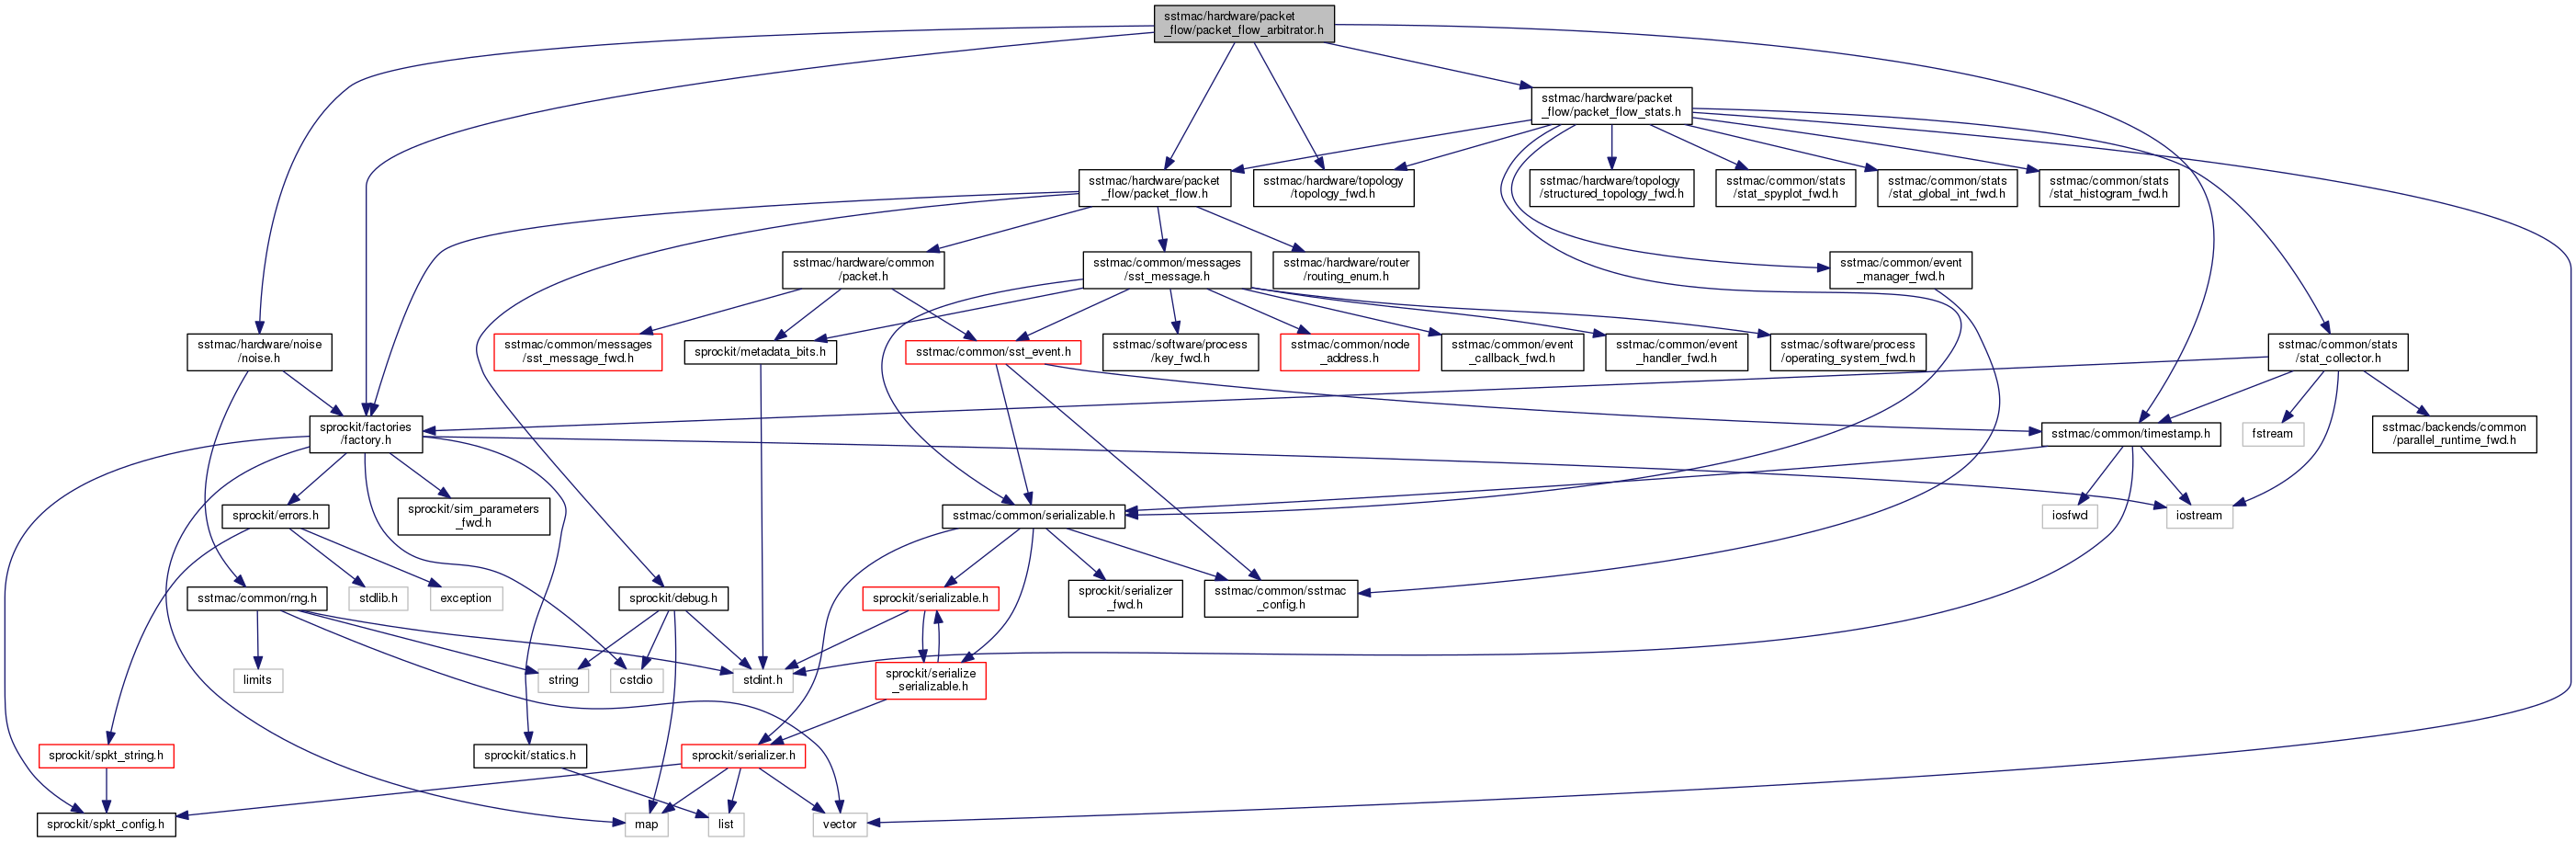 sstmac/hardware/packet
_flow/packet_flow_arbitrator.h
sstmac/hardware/packet
_flow/packet_flow_stats.h
sstmac/hardware/packet
_flow/packet_flow.h
sstmac/hardware/topology
/topology_fwd.h
sstmac/hardware/topology
/structured_topology_fwd.h
sstmac/common/stats
/stat_spyplot_fwd.h
sstmac/common/stats
/stat_global_int_fwd.h
sstmac/common/stats
/stat_histogram_fwd.h
sstmac/hardware/common
/packet.h
sstmac/common/messages
/sst_message.h
sstmac/hardware/router
/routing_enum.h
sstmac/common/event
_manager_fwd.h
sstmac/hardware/noise
/noise.h
sstmac/common/messages
/sst_message_fwd.h
sprockit/metadata_bits.h
sstmac/common/sst_event.h
sstmac/software/process
/key_fwd.h
sstmac/common/node
_address.h
sstmac/common/event
_callback_fwd.h
sstmac/common/event
_handler_fwd.h
sstmac/software/process
/operating_system_fwd.h
sstmac/common/stats
/stat_collector.h
sprockit/factories
/factory.h
sstmac/common/timestamp.h
fstream
sstmac/backends/common
/parallel_runtime_fwd.h
sprockit/errors.h
sprockit/sim_parameters
_fwd.h
sstmac/common/serializable.h
iosfwd
iostream
sstmac/common/rng.h
stdlib.h
exception
sprockit/debug.h
sprockit/serializable.h
sprockit/serializer
_fwd.h
sstmac/common/sstmac
_config.h
limits
string
cstdio
stdint.h
sprockit/serialize
_serializable.h
sprockit/spkt_string.h
sprockit/statics.h
sprockit/serializer.h
sprockit/spkt_config.h
map
list
vector